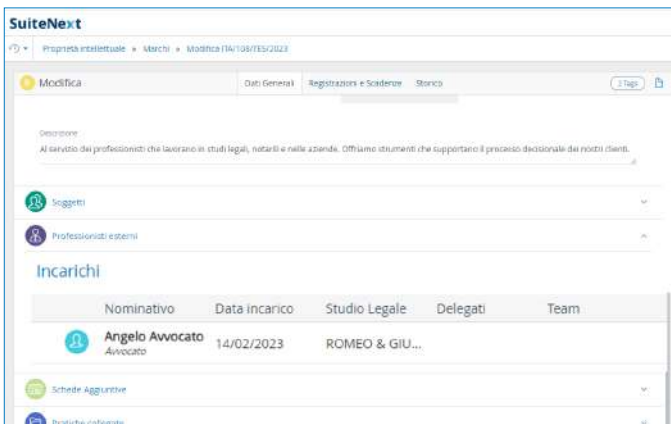 SuiteNext
Proprietà intellettuale » Marchi » Modifica ITA/108/TES/2023
Modifica
Dati Generali
Registrazioni e Scadenze
Storico
3 Tags
Descrizione
Al servizio dei professionisti che lavorano in studi legali, notarili e nelle aziende. Offriamo strumenti che supportano il processo decisionale dei nostri clienti.
Soggetti
Professionisti esterni
Incarichi
Nominativo Data incarico Studio Legale Delegati Team
Angelo Avvocato 14/02/2023 ROMEO & GIU...
Avvocato
Schede Aggiuntive
Pratiche collegate